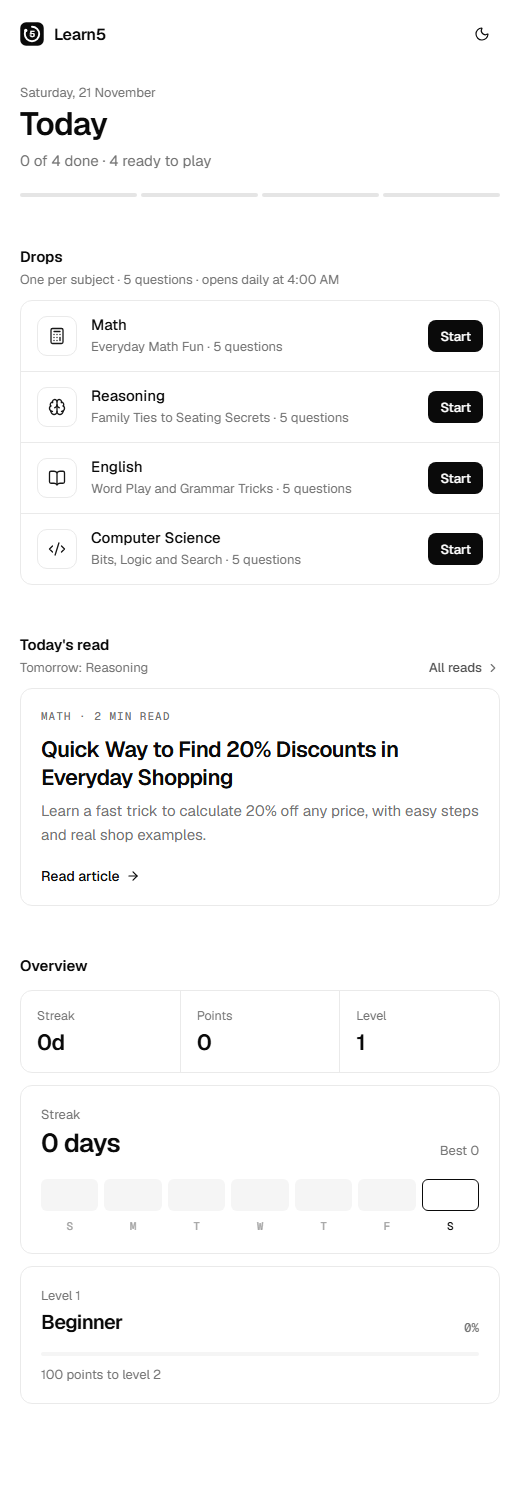 5 Learn5
Saturday, 21 November
Today
0 of 4 done · 4 ready to play
Drops
One per subject · 5 questions · opens daily at 4:00 AM
Math
Everyday Math Fun · 5 questions
Start
Reasoning
Family Ties to Seating Secrets · 5 questions
Start
English
Word Play and Grammar Tricks · 5 questions
Start
Computer Science
Bits, Logic and Search · 5 questions
Start
Today's read
Tomorrow: Reasoning
All reads
MATH · 2 MIN READ
Quick Way to Find 20% Discounts in
Everyday Shopping
Learn a fast trick to calculate 20% off any price, with easy steps
and real shop examples.
Read article
Overview
Streak
0d
Points
0
Level
1
Streak
0 days
Best 0
S M T W T F S
Level 1
Beginner
0%
100 points to level 2